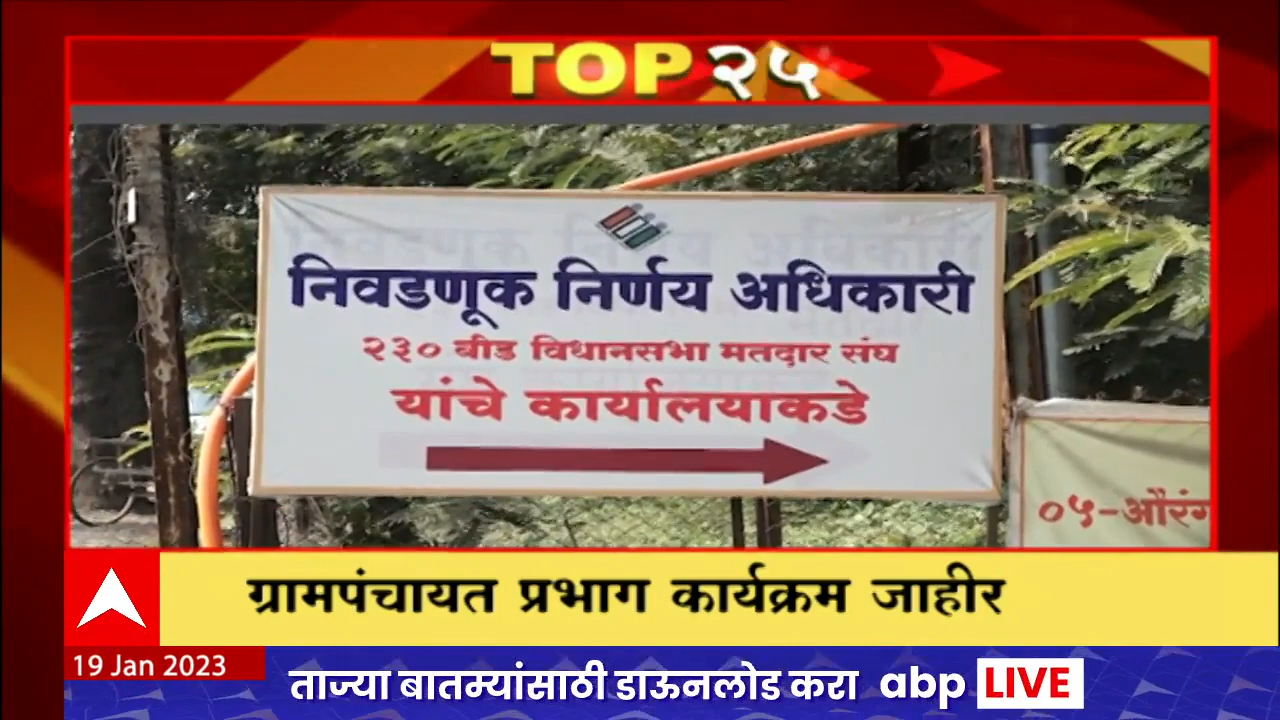 TOP २५
निवडणूक निर्णय अधिकारी
२३० बीड विधानसभा मतदार संघ
यांचे कार्यालयाकडे
०५-औरंग
ग्रामपंचायत प्रभाग कार्यक्रम जाहीर
19 Jan 2023
ताज्या बातम्यांसाठी डाऊनलोड करा abp LIVE